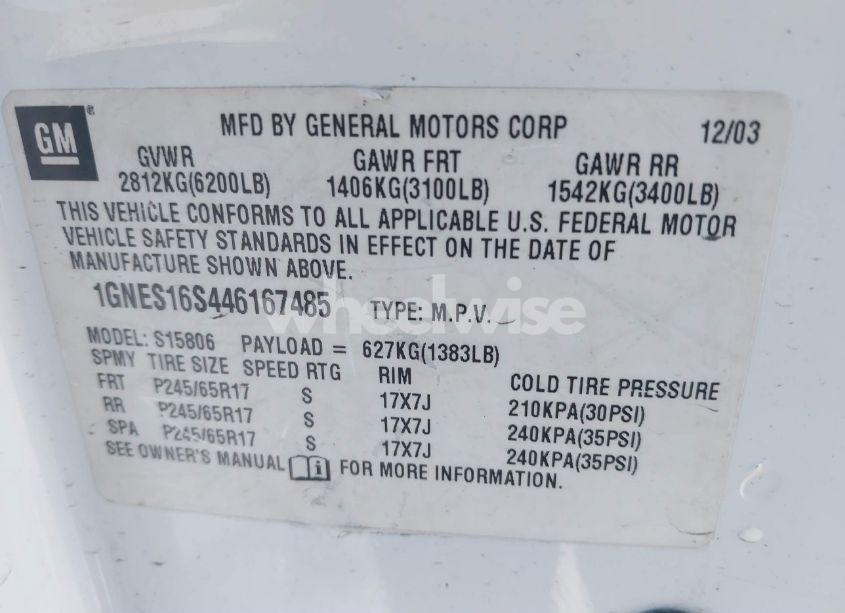 GM®
MFD BY GENERAL MOTORS CORP 12/03
GVWR GAWR FRT GAWR RR
2812KG(6200LB) 1406KG(3100LB) 1542KG(3400LB)
THIS VEHICLE CONFORMS TO ALL APPLICABLE U.S. FEDERAL MOTOR
VEHICLE SAFETY STANDARDS IN EFFECT ON THE DATE OF
MANUFACTURE SHOWN ABOVE.
1GNES16S446167485 TYPE: M.P.V.
wheelwise
MODEL: S15806 PAYLOAD = 627KG(1383LB)
SPMY TIRE SIZE SPEED RTG RIM COLD TIRE PRESSURE
FRT P245/65R17 S 17X7J 210KPA(30PSI)
RR P245/65R17 S 17X7J 240KPA(35PSI)
SPA P245/65R17 S 17X7J 240KPA(35PSI)
SEE OWNER'S MANUAL i FOR MORE INFORMATION.